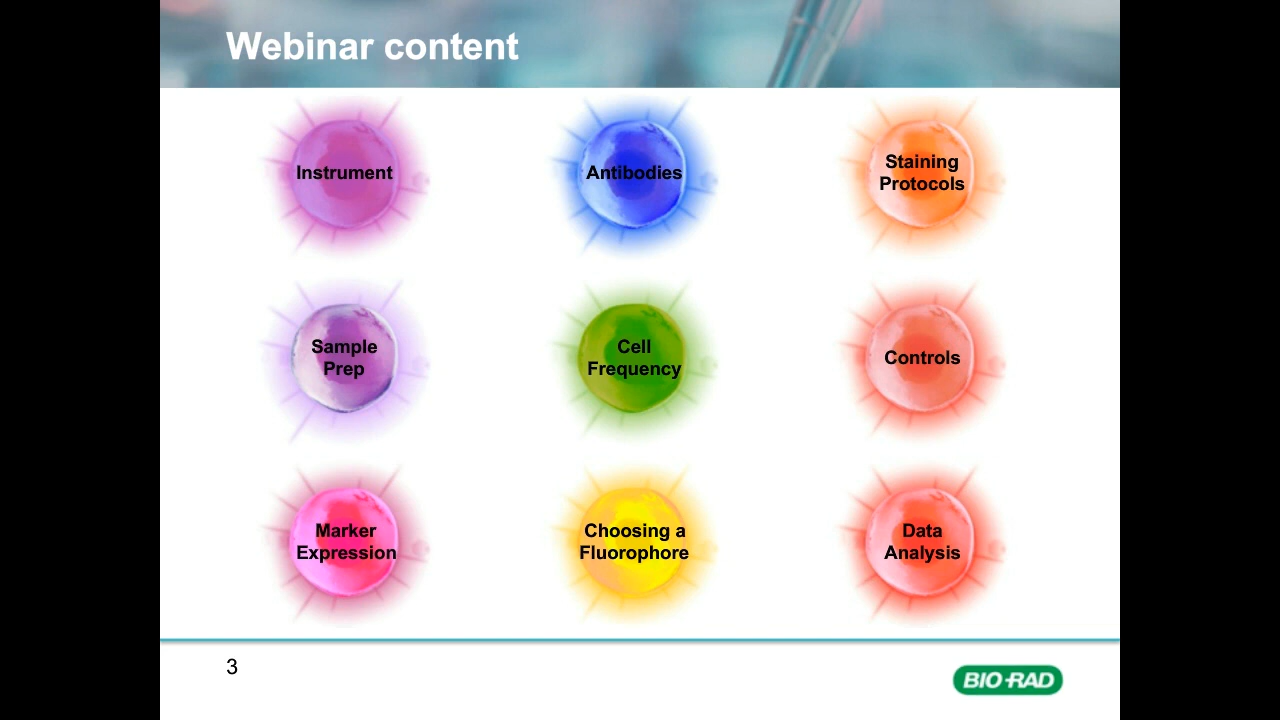 Webinar content
Instrument
Antibodies
Staining
Protocols
Sample
Prep
Cell
Frequency
Controls
Marker
Expression
Choosing a
Fluorophore
Data
Analysis
3
BIO-RAD